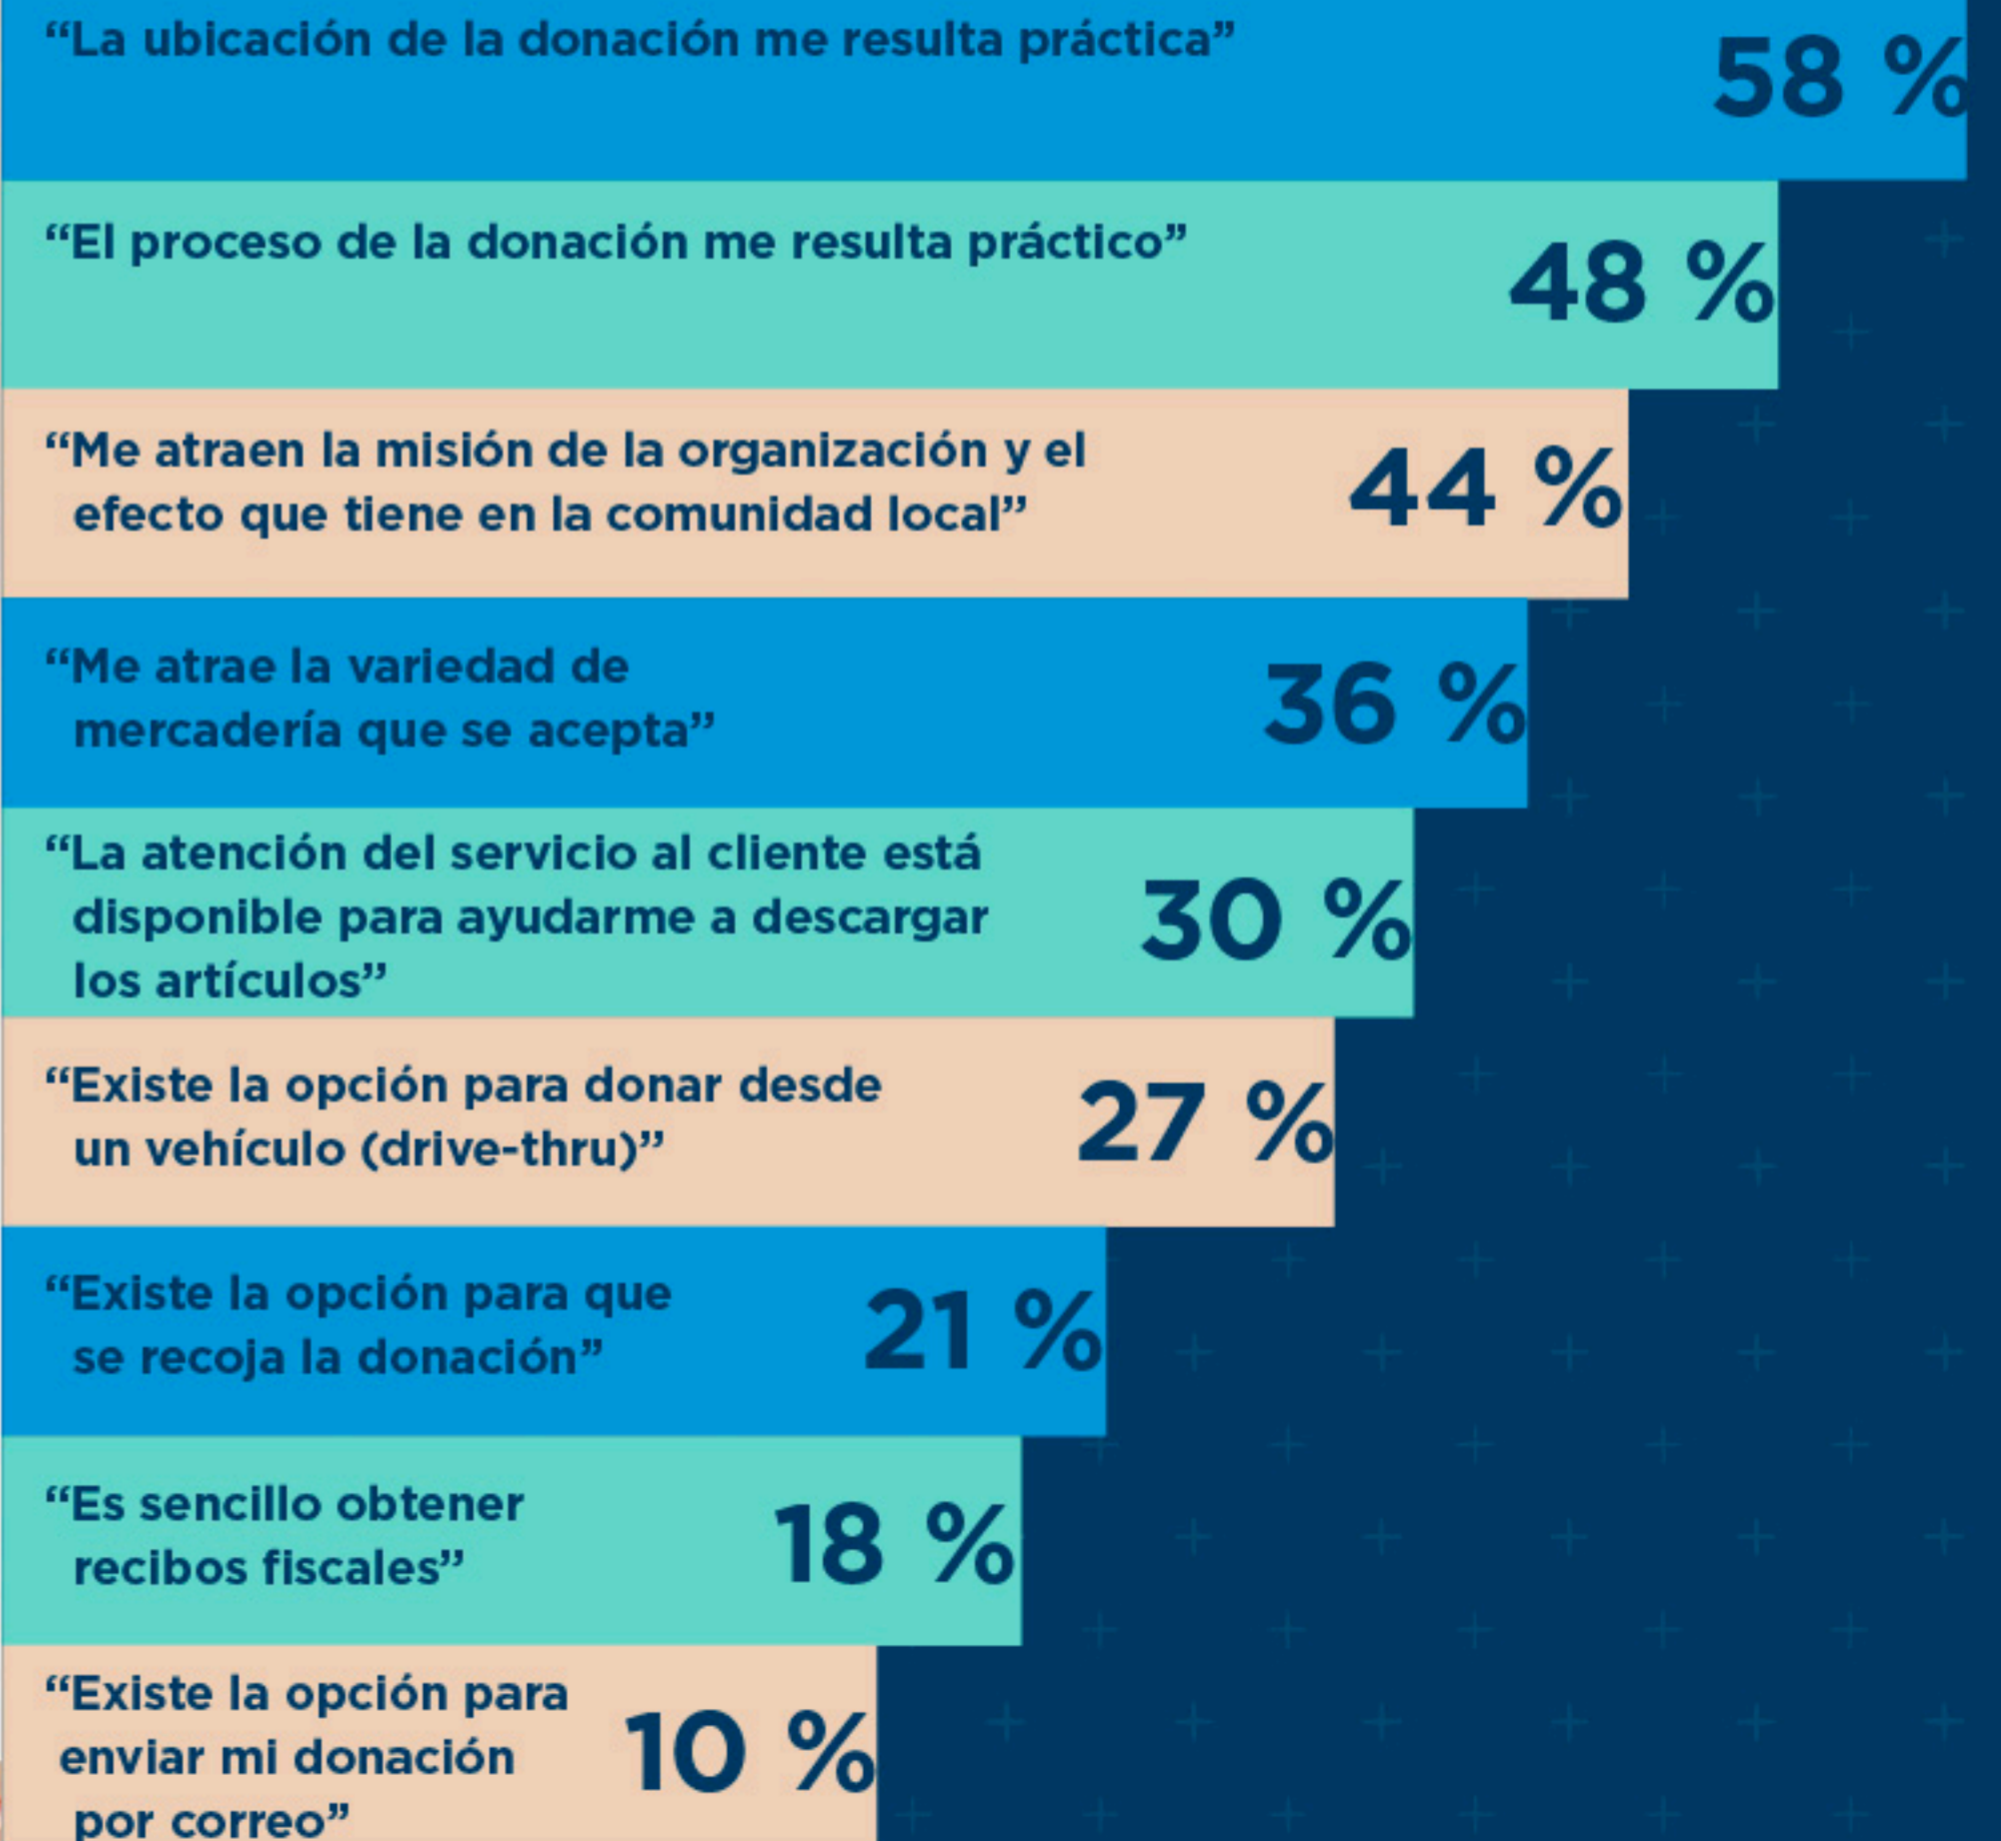 “La ubicación de la donación me resulta práctica”
58 %
“El proceso de la donación me resulta práctico”
48 %
“Me atraen la misión de la organización y el
efecto que tiene en la comunidad local”
44 %
“Me atrae la variedad de
mercadería que se acepta”
36 %
“La atención del servicio al cliente está
disponible para ayudarme a descargar
los artículos”
30 %
“Existe la opción para donar desde
un vehículo (drive-thru)”
27 %
“Existe la opción para que
se recoja la donación”
21 %
“Es sencillo obtener
recibos fiscales”
18 %
“Existe la opción para
enviar mi donación
por correo”
10 %